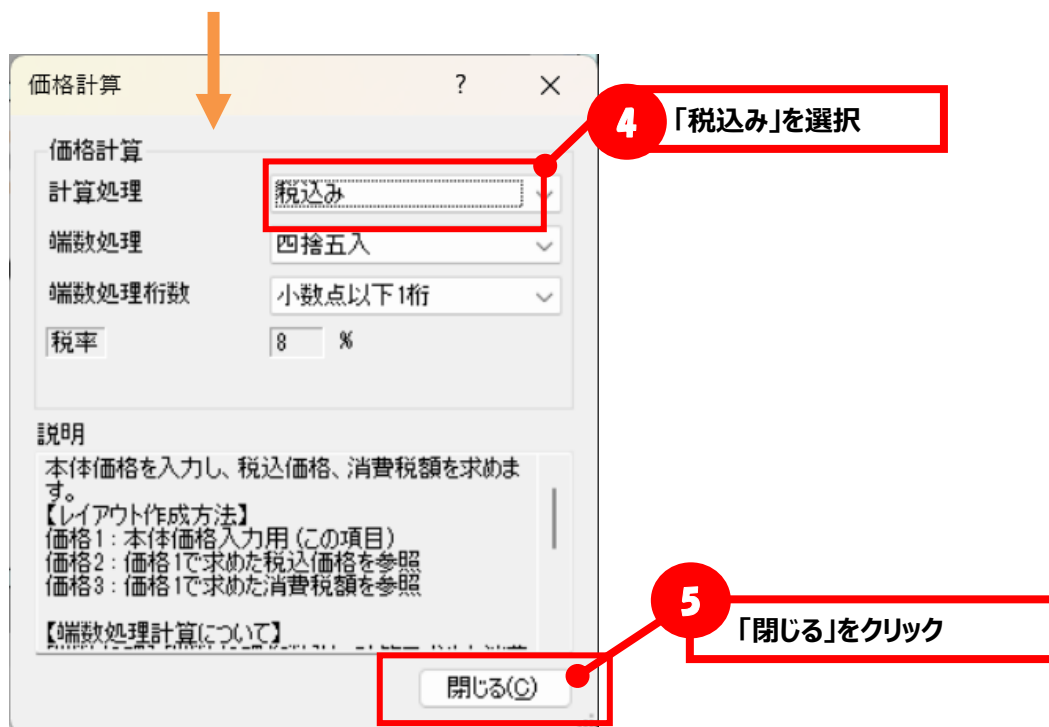 価格計算 ? ×
4 「税込み」を選択
価格計算
計算処理 税込み
端数処理 四捨五入
端数処理桁数 小数点以下1桁
税率 8 %
説明
本体価格を入力し、税込価格、消費税額を求めま
す。
【レイアウト作成方法】
価格1:本体価格入力用(この項目)
価格2:価格1で求めた税込価格を参照
価格3:価格1で求めた消費税額を参照
【端数処理計算について】
5 「閉じる」をクリック
閉じる(C)